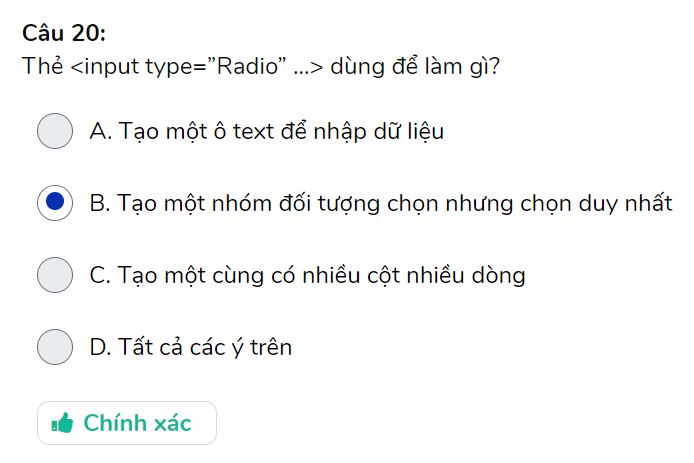 Câu 20:
Thẻ <input type=”Radio” ...> dùng để làm gì?
A. Tạo một ô text để nhập dữ liệu
B. Tạo một nhóm đối tượng chọn nhưng chọn duy nhất
C. Tạo một cùng có nhiều cột nhiều dòng
D. Tất cả các ý trên
Chính xác